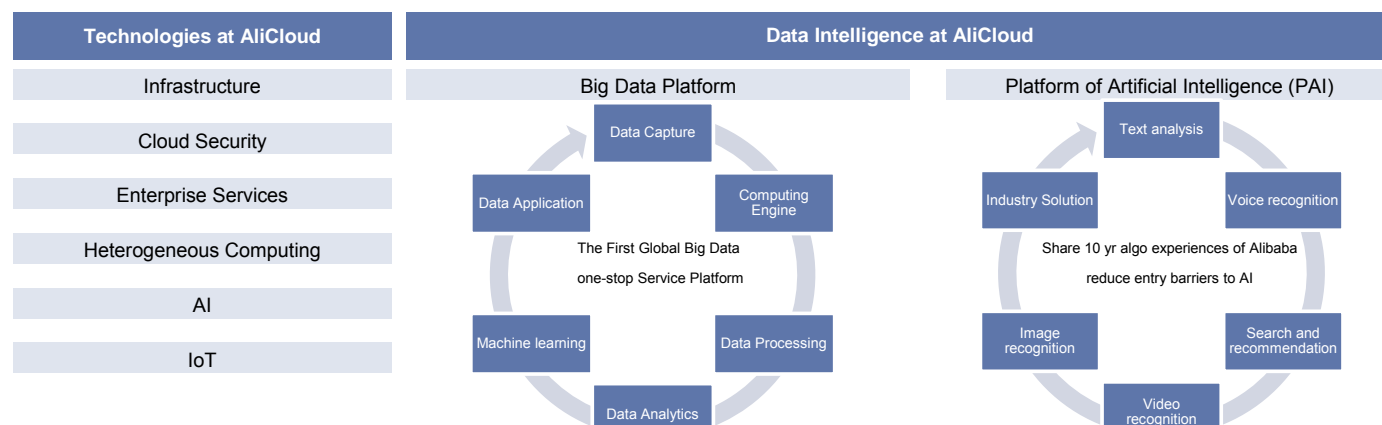 Technologies at AliCloud
Infrastructure
Cloud Security
Enterprise Services
Heterogeneous Computing
AI
IoT
Data Intelligence at AliCloud
Big Data Platform
Data Capture
Computing
Engine
Data Processing
Data Analytics
Machine learning
Data Application
The First Global Big Data
one-stop Service Platform
Platform of Artificial Intelligence (PAI)
Text analysis
Voice recognition
Search and
recommendation
Video
recognition
Image
recognition
Industry Solution
Share 10 yr algo experiences of Alibaba
reduce entry barriers to AI